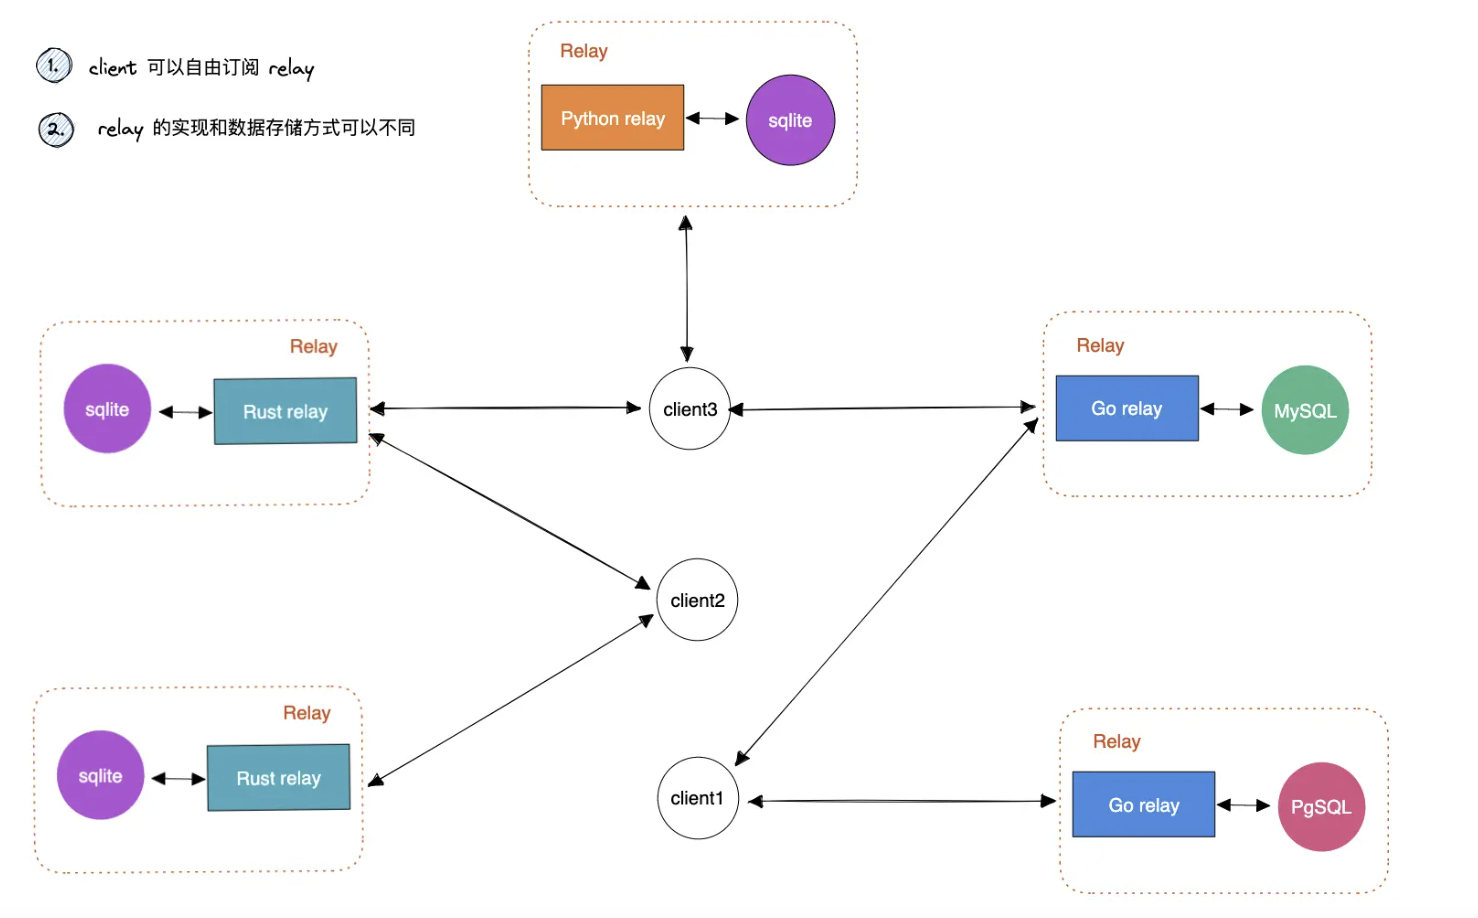 1. client 可以自由订阅 relay
2. relay 的实现和数据存储方式可以不同
Relay
Python relay
sqlite
Relay
sqlite
Rust relay
client3
Relay
Go relay
MySQL
client2
Relay
sqlite
Rust relay
client1
Relay
Go relay
PgSQL